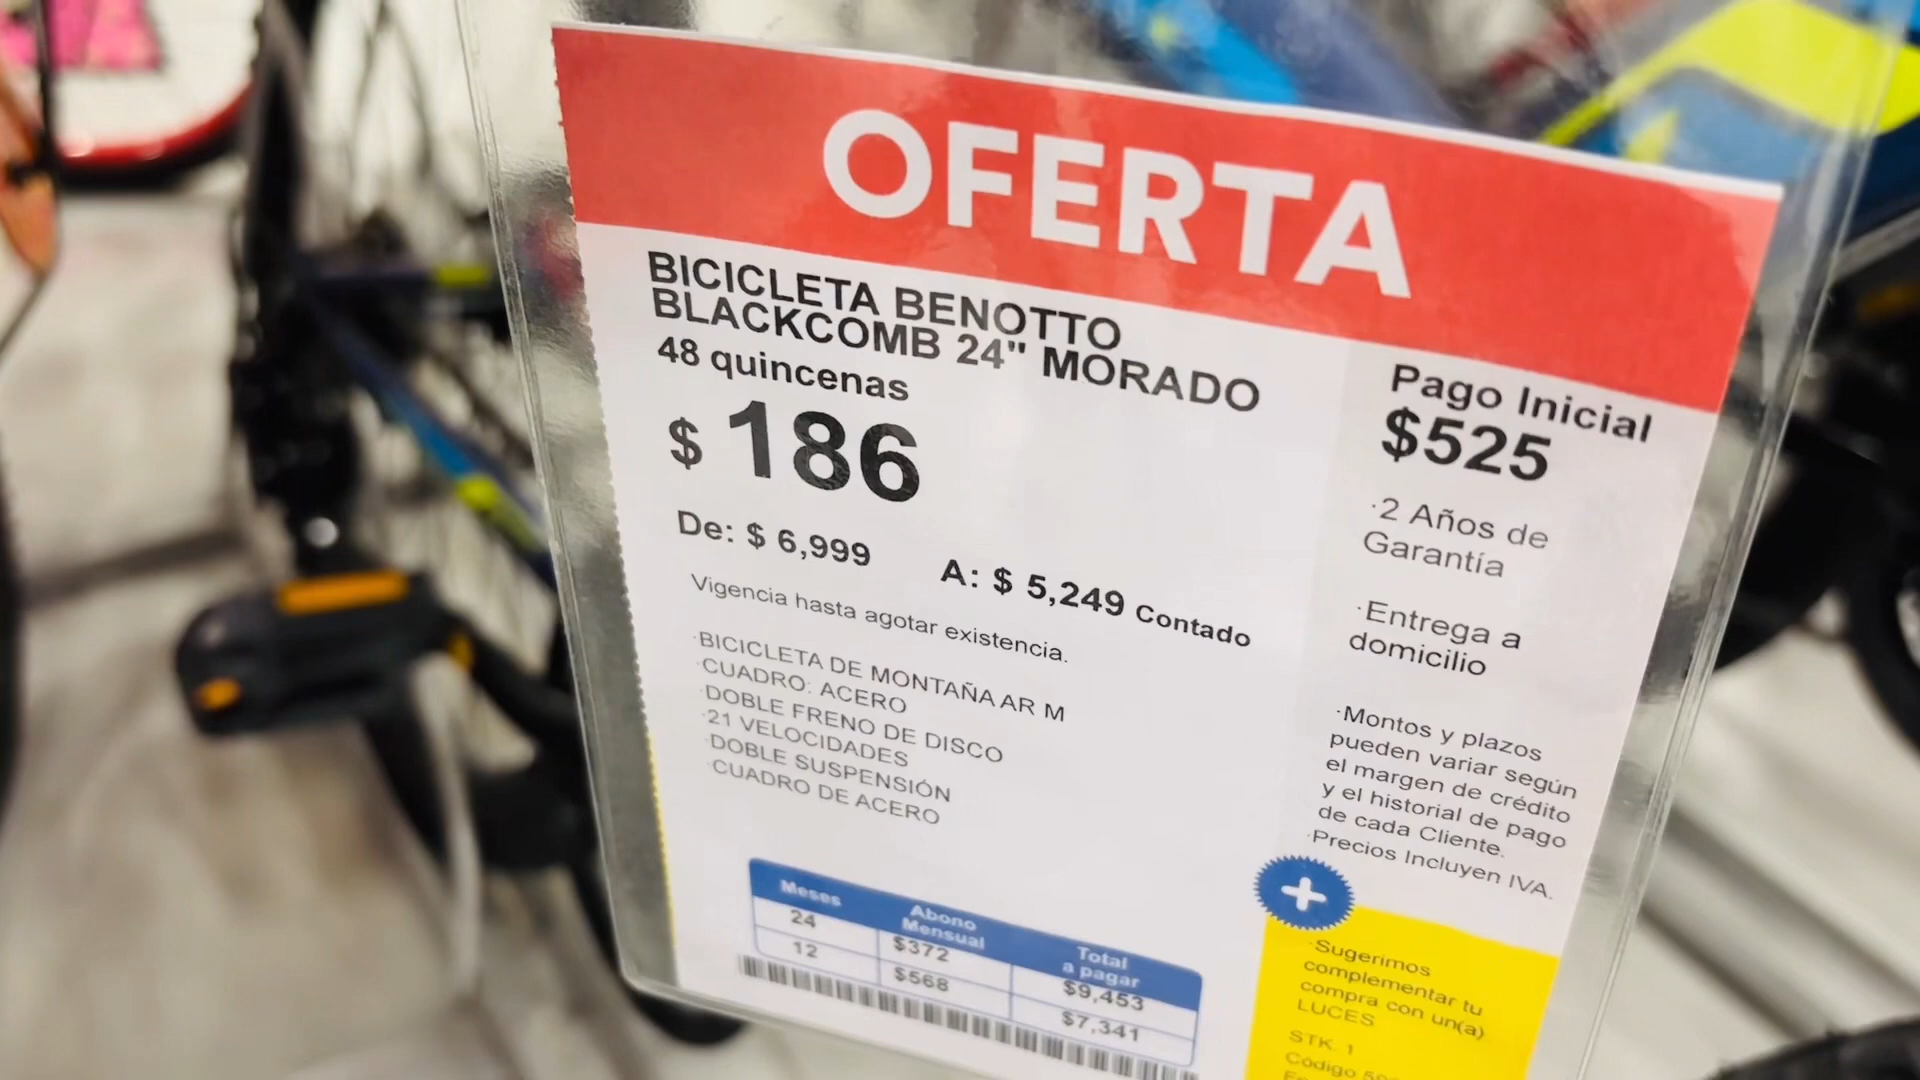 OFERTA
BICICLETA BENOTTO
BLACKCOMB 24" MORADO
48 quincenas
$ 186
De: $ 6,999 A: $ 5,249 Contado
Vigencia hasta agotar existencia.
·BICICLETA DE MONTAÑA AR M
·CUADRO: ACERO
·DOBLE FRENO DE DISCO
·21 VELOCIDADES
·DOBLE SUSPENSIÓN
·CUADRO DE ACERO
Meses Abono Mensual Total a pagar
24 $372 $9,453
12 $568 $7,341
Pago Inicial
$525
·2 Años de
Garantía
·Entrega a
domicilio
·Montos y plazos
pueden variar según
el margen de crédito
y el historial de pago
de cada Cliente.
·Precios Incluyen IVA.
·Sugerimos
complementar tu
compra con un(a)
LUCES
STK. 1
Código